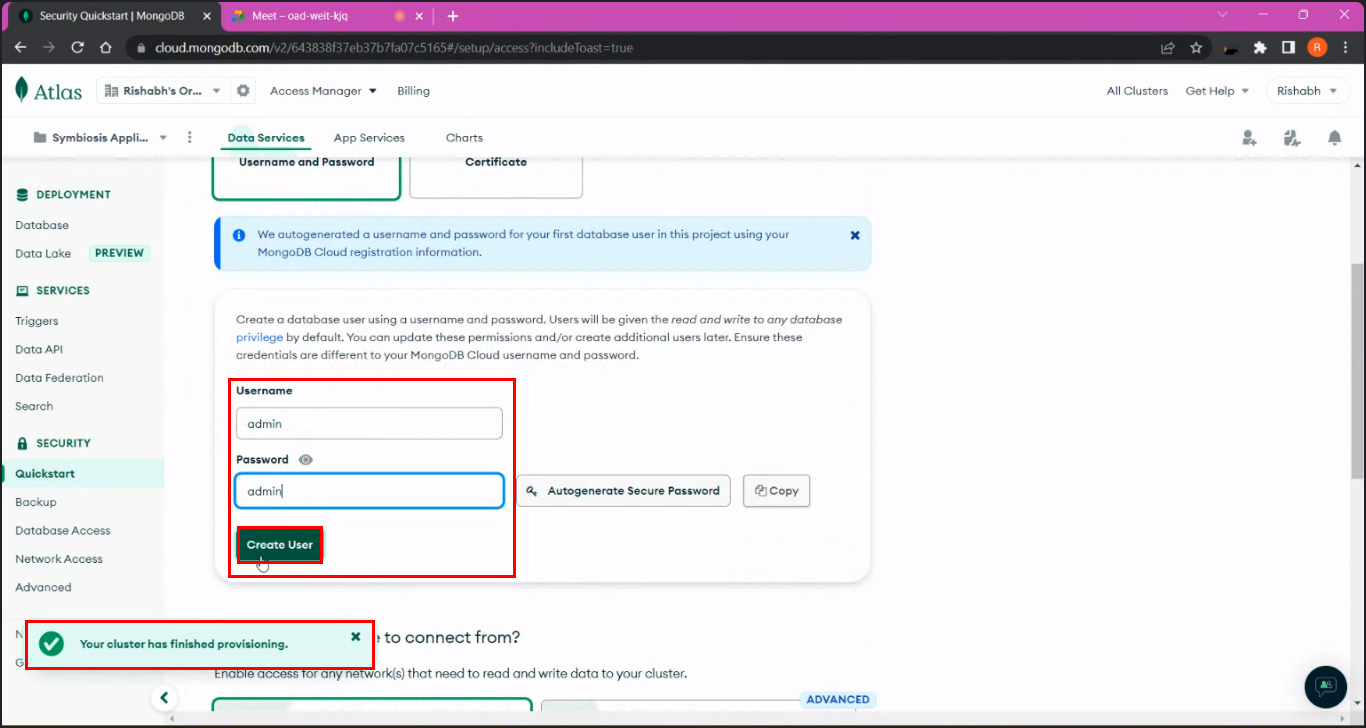 Security Quickstart | MongoDB
Meet – oad-weit-kjq
cloud.mongodb.com/v2/643838f37eb37b7fa07c5165#/setup/access?includeToast=true
R
Atlas
Rishabh's Or...
Access Manager
Billing
All Clusters
Get Help
Rishabh
Symbiosis Appli...
Data Services
App Services
Charts
Username and Password
Certificate
DEPLOYMENT
Database
Data Lake
PREVIEW
SERVICES
Triggers
Data API
Data Federation
Search
SECURITY
Quickstart
Backup
Database Access
Network Access
Advanced
N
G
We autogenerated a username and password for your first database user in this project using your
MongoDB Cloud registration information.
Create a database user using a username and password. Users will be given the read and write to any database
privilege by default. You can update these permissions and/or create additional users later. Ensure these
credentials are different to your MongoDB Cloud username and password.
Username
admin
Password
admin
Autogenerate Secure Password
Copy
Create User
Your cluster has finished provisioning.
e to connect from?
Enable access for any network(s) that need to read and write data to your cluster.
ADVANCED